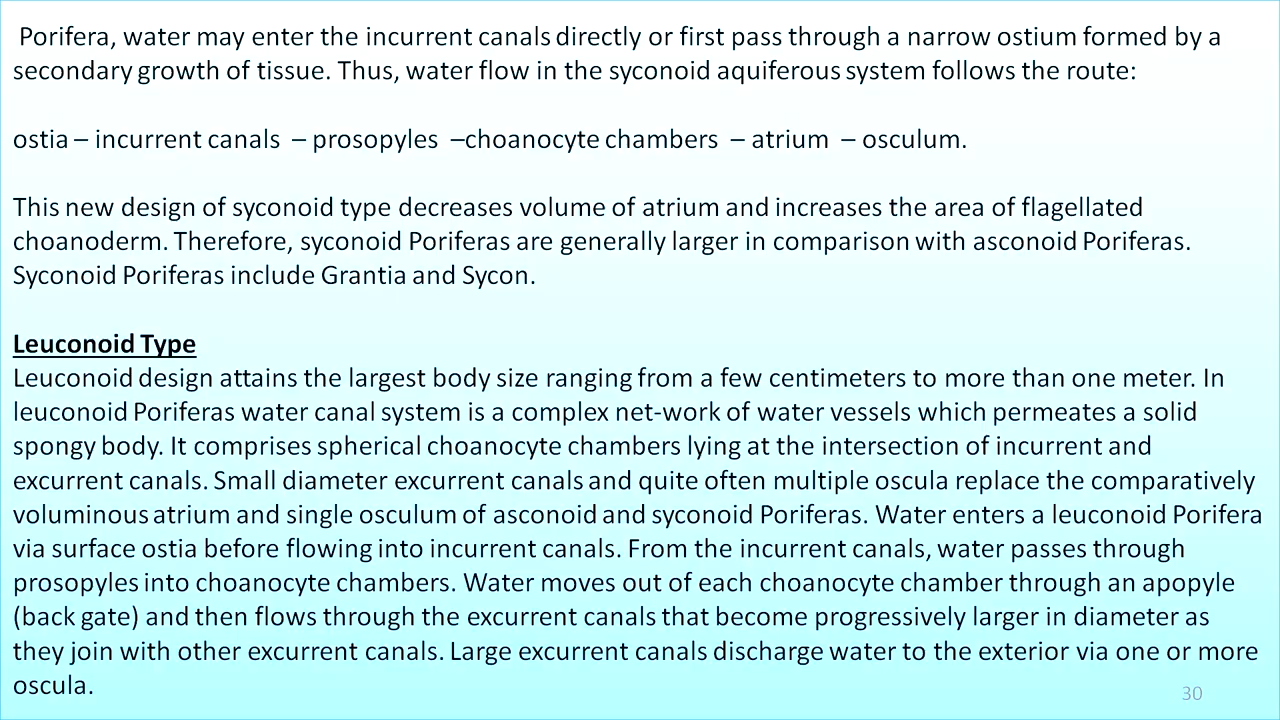 Porifera, water may enter the incurrent canals directly or first pass through a narrow ostium formed by a
secondary growth of tissue. Thus, water flow in the syconoid aquiferous system follows the route:
ostia – incurrent canals – prosopyles –choanocyte chambers – atrium – osculum.
This new design of syconoid type decreases volume of atrium and increases the area of flagellated
choanoderm. Therefore, syconoid Poriferas are generally larger in comparison with asconoid Poriferas.
Syconoid Poriferas include Grantia and Sycon.
Leuconoid Type
Leuconoid design attains the largest body size ranging from a few centimeters to more than one meter. In
leuconoid Poriferas water canal system is a complex net-work of water vessels which permeates a solid
spongy body. It comprises spherical choanocyte chambers lying at the intersection of incurrent and
excurrent canals. Small diameter excurrent canals and quite often multiple oscula replace the comparatively
voluminous atrium and single osculum of asconoid and syconoid Poriferas. Water enters a leuconoid Porifera
via surface ostia before flowing into incurrent canals. From the incurrent canals, water passes through
prosopyles into choanocyte chambers. Water moves out of each choanocyte chamber through an apopyle
(back gate) and then flows through the excurrent canals that become progressively larger in diameter as
they join with other excurrent canals. Large excurrent canals discharge water to the exterior via one or more
oscula.
30